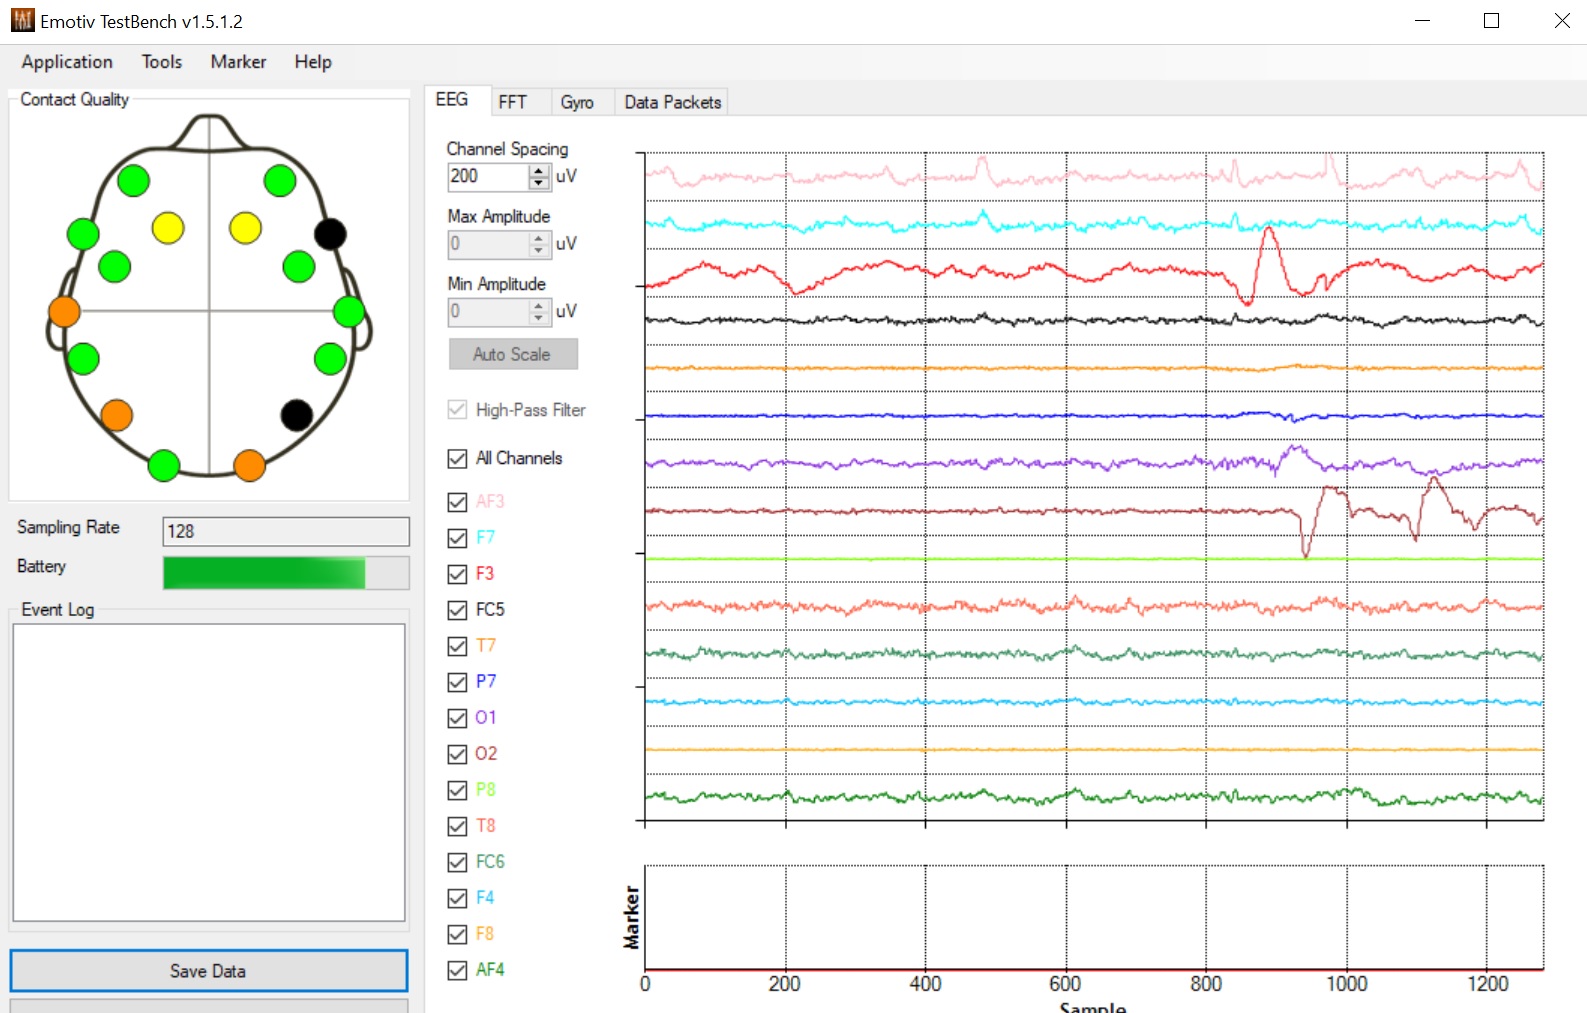 Emotiv TestBench v1.5.1.2
Application Tools Marker Help
Contact Quality
EEG FFT Gyro Data Packets
Channel Spacing
200 uV
Max Amplitude
0 uV
Min Amplitude
0 uV
Auto Scale
High-Pass Filter
All Channels
AF3
F7
F3
FC5
T7
P7
O1
O2
P8
T8
FC6
F4
F8
AF4
Sampling Rate 128
Battery
Event Log
Save Data
Marker
0 200 400 600 800 1000 1200
Sample